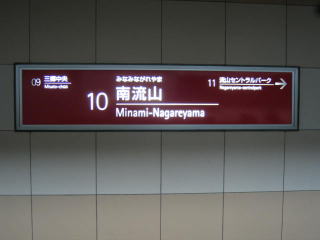 09 三郷中央
Misato-chūō
10
みなみながれやま
南流山
Minami-Nagareyama
11 流山セントラルパーク
Nagareyama-centralpark